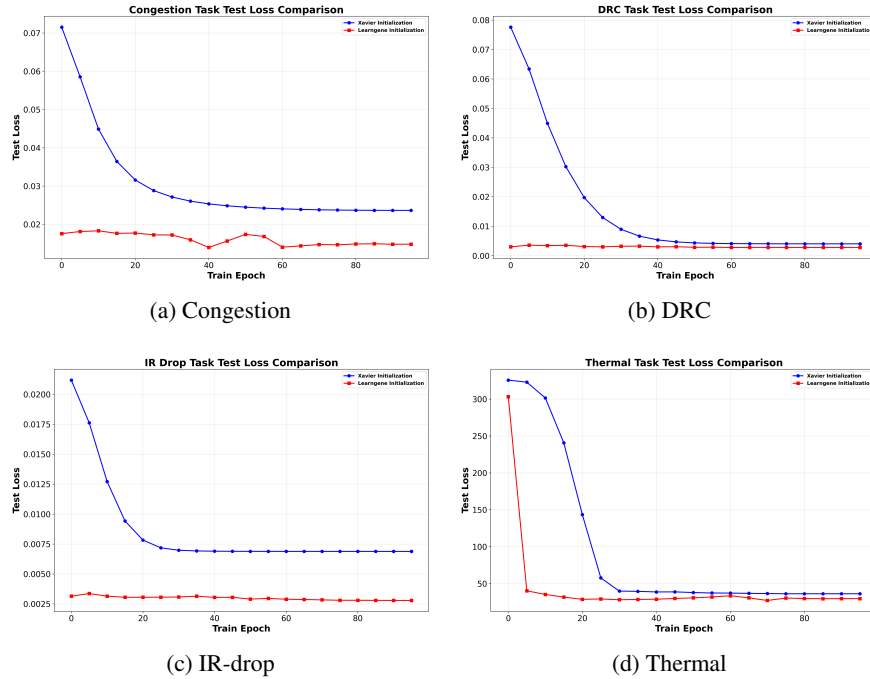 Congestion Task Test Loss Comparison
Xavier Initialization
Learngene Initialization
0.07
0.06
0.05
0.04
0.03
0.02
Test Loss
0 20 40 60 80
Train Epoch
(a) Congestion
DRC Task Test Loss Comparison
Xavier Initialization
Learngene Initialization
0.08
0.07
0.06
0.05
0.04
0.03
0.02
0.01
0.00
Test Loss
0 20 40 60 80
Train Epoch
(b) DRC
IR Drop Task Test Loss Comparison
Xavier Initialization
Learngene Initialization
0.0200
0.0175
0.0150
0.0125
0.0100
0.0075
0.0050
0.0025
Test Loss
0 20 40 60 80
Train Epoch
(c) IR-drop
Thermal Task Test Loss Comparison
Xavier Initialization
Learngene Initialization
300
250
200
150
100
50
Test Loss
0 20 40 60 80
Train Epoch
(d) Thermal